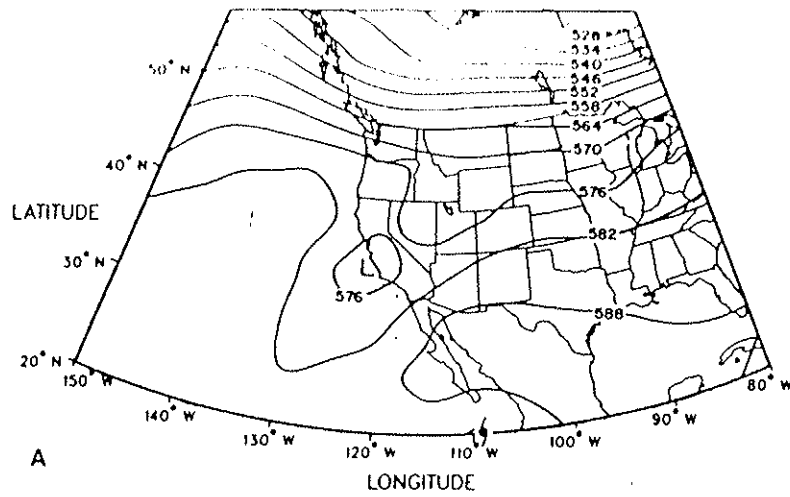 528
534
540
546
552
558
564
570
576
582
588
L
576
50° N
40° N
LATITUDE
30° N
20° N
150° W
140° W
130° W
120° W
110° W
100° W
90° W
80° W
A
LONGITUDE